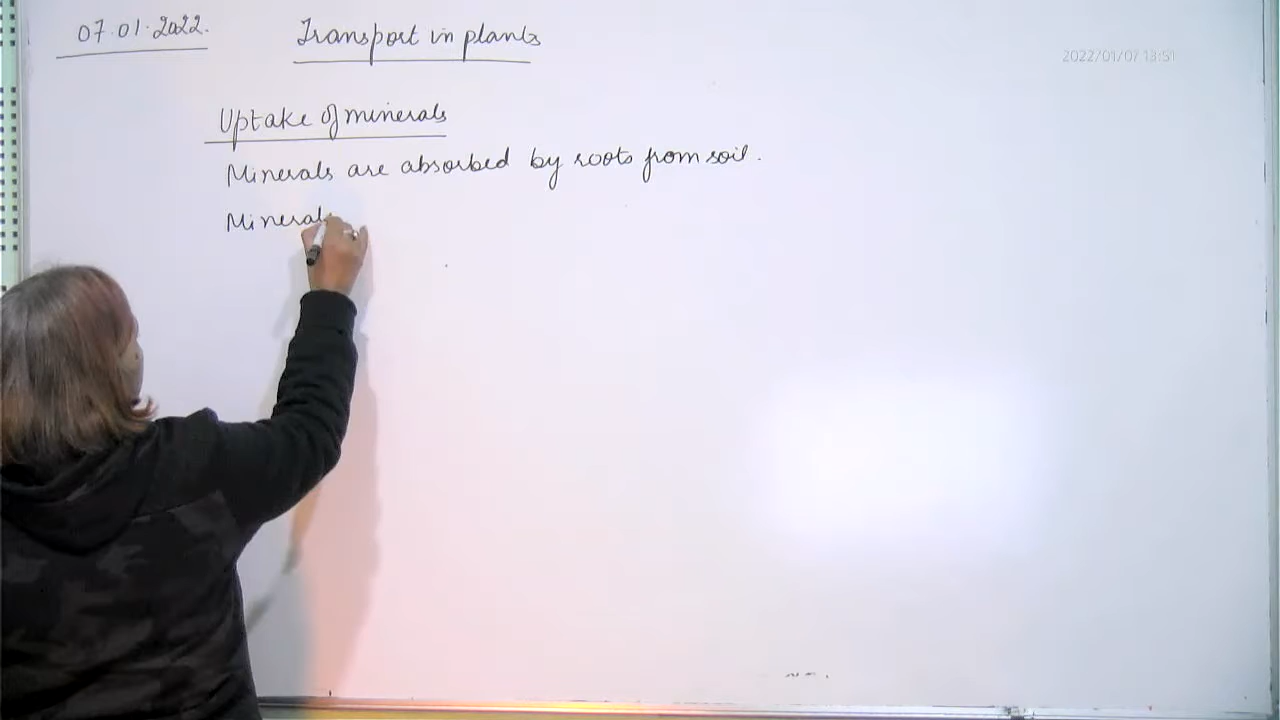 07.01.2022.
Transport in plants
2022/01/07 13:51
Uptake of minerals
Minerals are absorbed by roots from soil.
Minerals